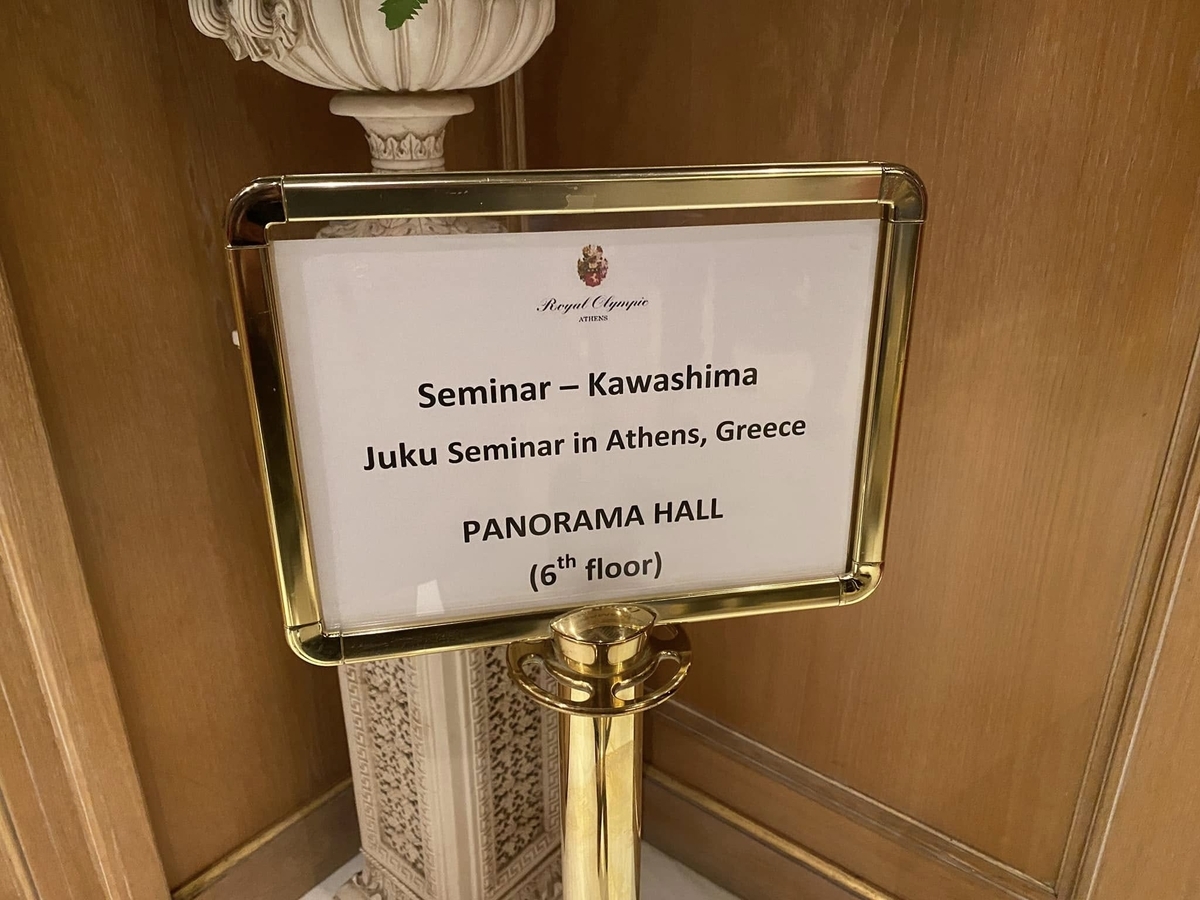 Royal Olympic
ATHENS
Seminar – Kawashima
Juku Seminar in Athens, Greece
PANORAMA HALL
(6th floor)